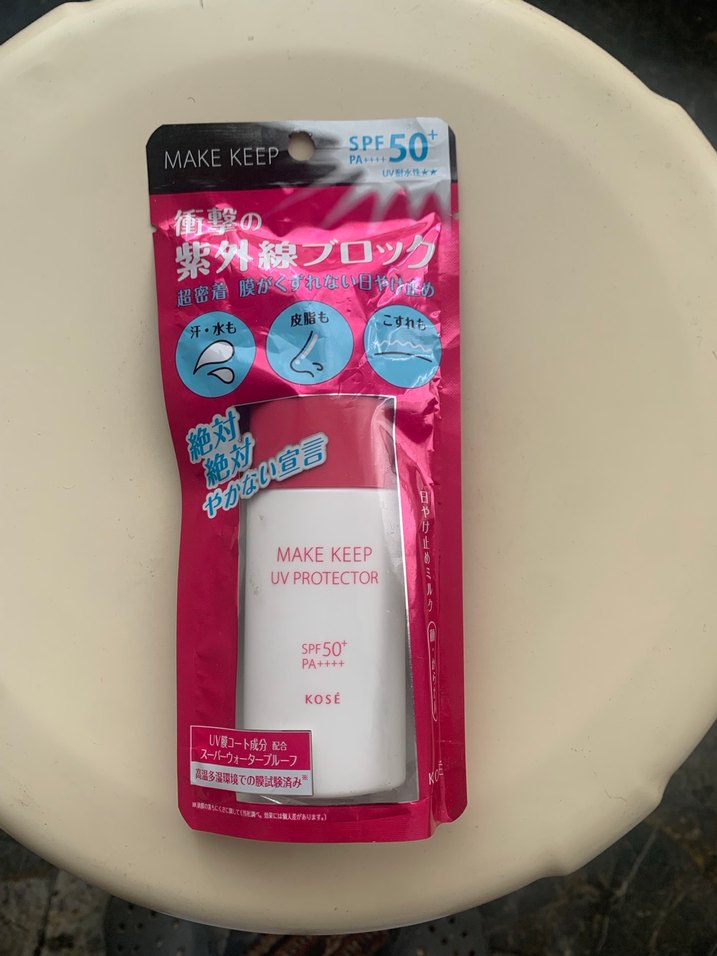 MAKE KEEP
SPF50+
PA++++
UV耐水性★★
衝撃の
紫外線ブロック
超密着 膜がくずれない日やけ止め
汗・水も
皮脂も
こすれも
絶対
絶対
やかない宣言
MAKE KEEP
UV PROTECTOR
SPF50+
PA++++
KOSÉ
日やけ止めミルク
UV膜コート成分 配合
スーパーウォータープルーフ
高温多湿環境での膜試験済み※